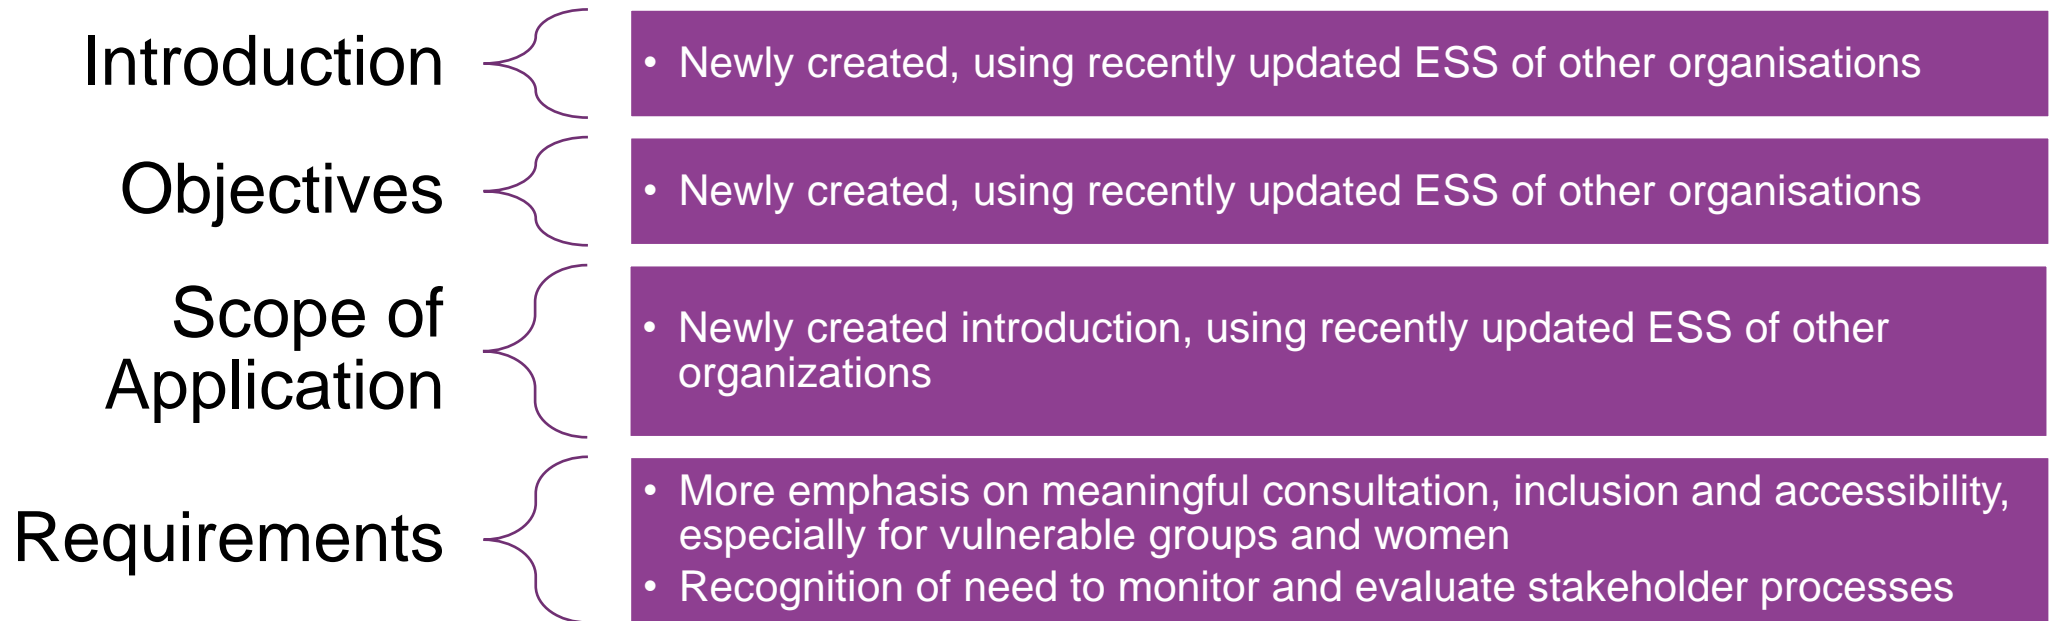 Introduction
• Newly created, using recently updated ESS of other organisations
Objectives
• Newly created, using recently updated ESS of other organisations
Scope of
Application
• Newly created introduction, using recently updated ESS of other
organizations
Requirements
• More emphasis on meaningful consultation, inclusion and accessibility,
especially for vulnerable groups and women
• Recognition of need to monitor and evaluate stakeholder processes